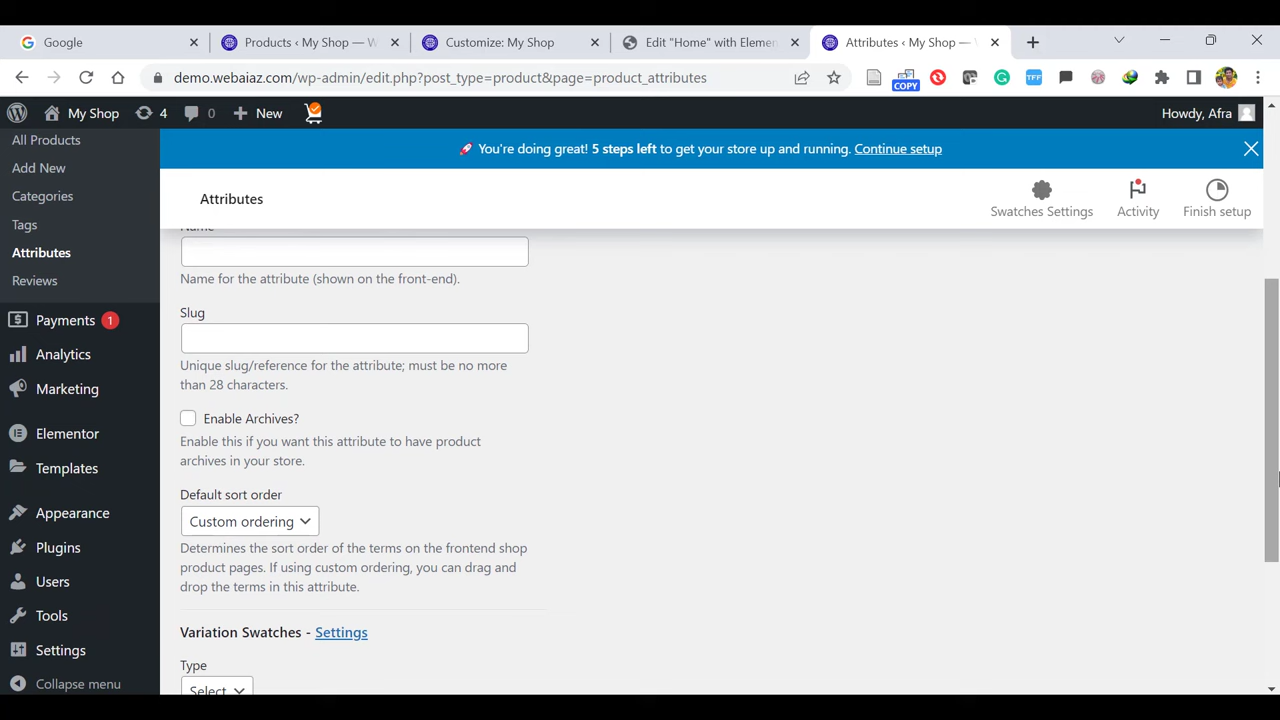 Google
Products ‹ My Shop — W
Customize: My Shop
Edit "Home" with Elemen
Attributes ‹ My Shop —
demo.webaiaz.com/wp-admin/edit.php?post_type=product&page=product_attributes
COPY
TFF
My Shop
4
0
New
Howdy, Afra
You're doing great! 5 steps left to get your store up and running. Continue setup
All Products
Add New
Categories
Tags
Attributes
Reviews
Payments 1
Analytics
Marketing
Elementor
Templates
Appearance
Plugins
Users
Tools
Settings
Collapse menu
Attributes
Swatches Settings
Activity
Finish setup
Name
Name for the attribute (shown on the front-end).
Slug
Unique slug/reference for the attribute; must be no more
than 28 characters.
Enable Archives?
Enable this if you want this attribute to have product
archives in your store.
Default sort order
Custom ordering
Determines the sort order of the terms on the frontend shop
product pages. If using custom ordering, you can drag and
drop the terms in this attribute.
Variation Swatches - Settings
Type
Select